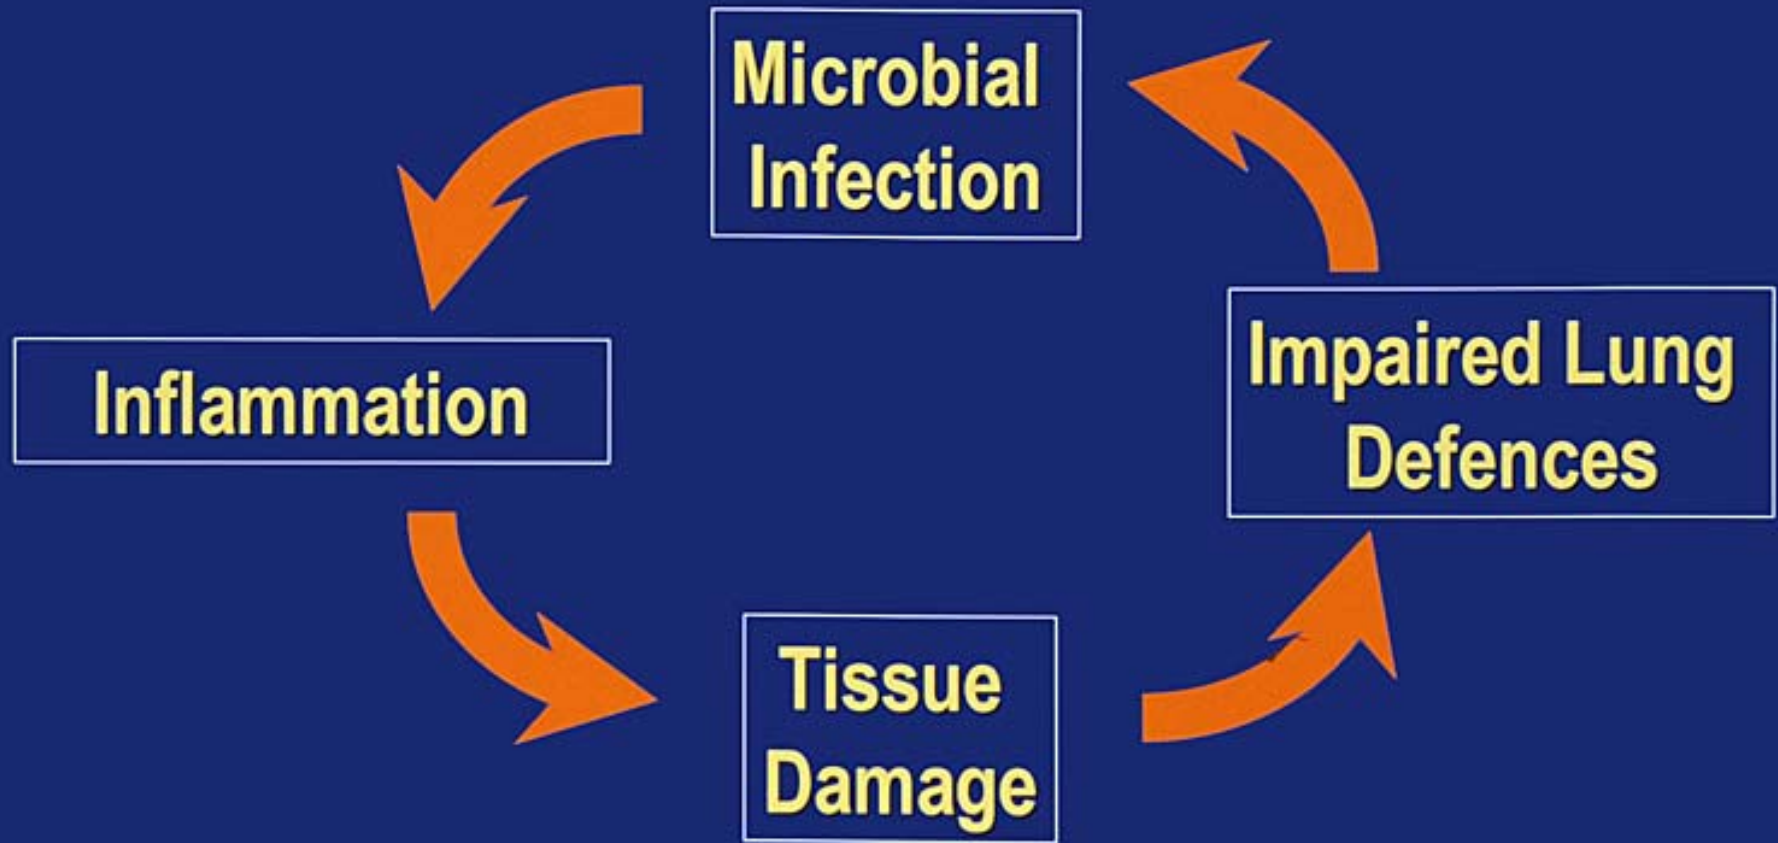 Microbial
Infection
Inflammation
Impaired Lung
Defences
Tissue
Damage